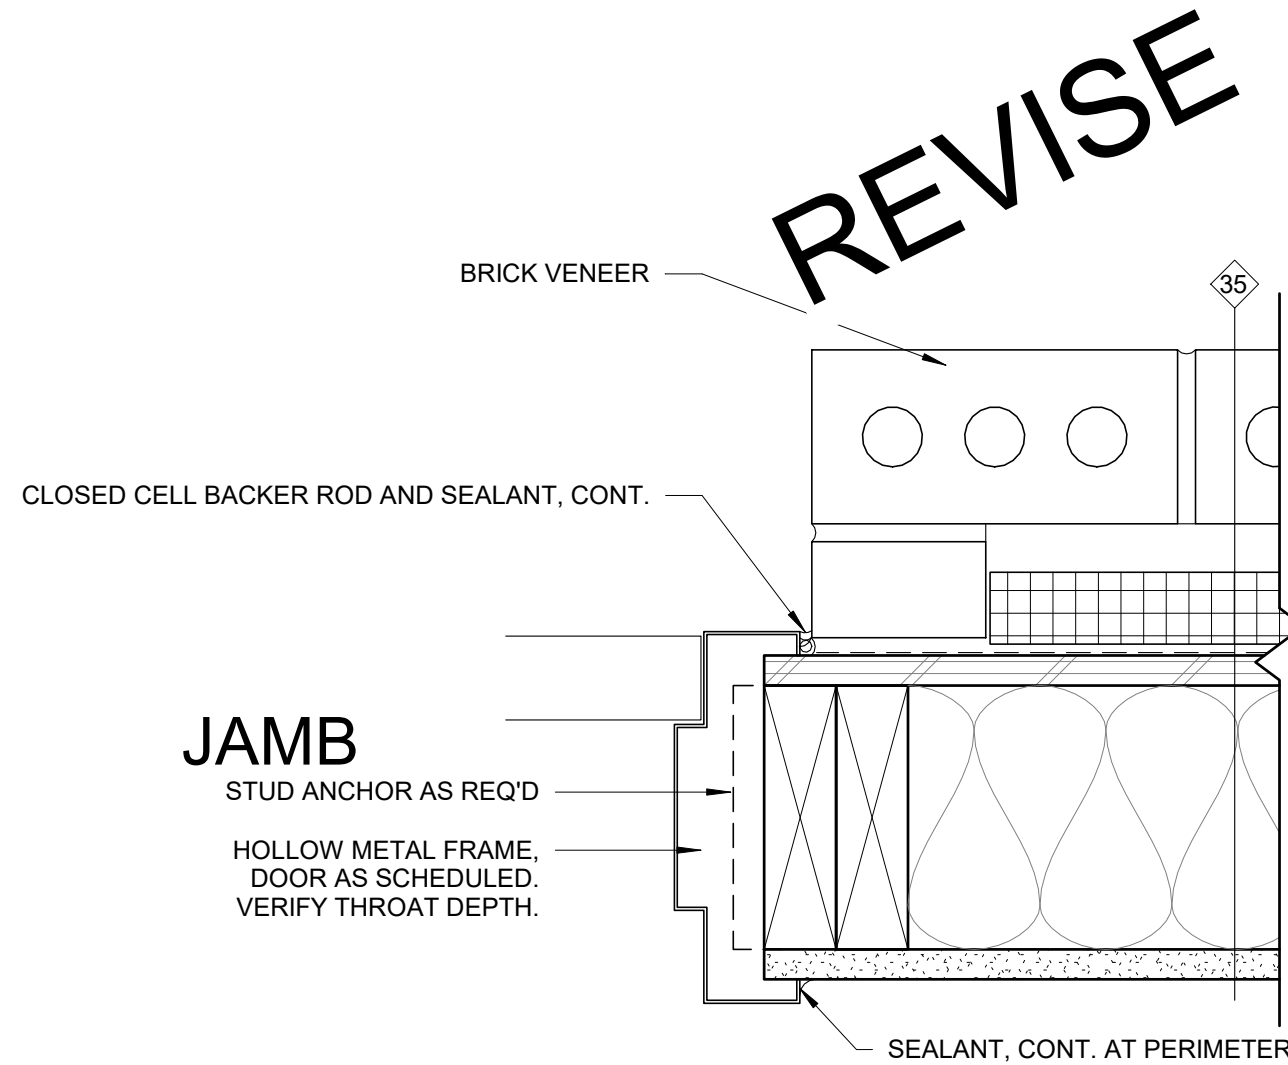 REVISE
BRICK VENEER
35
CLOSED CELL BACKER ROD AND SEALANT, CONT.
JAMB
STUD ANCHOR AS REQ'D
HOLLOW METAL FRAME,
DOOR AS SCHEDULED.
VERIFY THROAT DEPTH.
SEALANT, CONT. AT PERIMETER